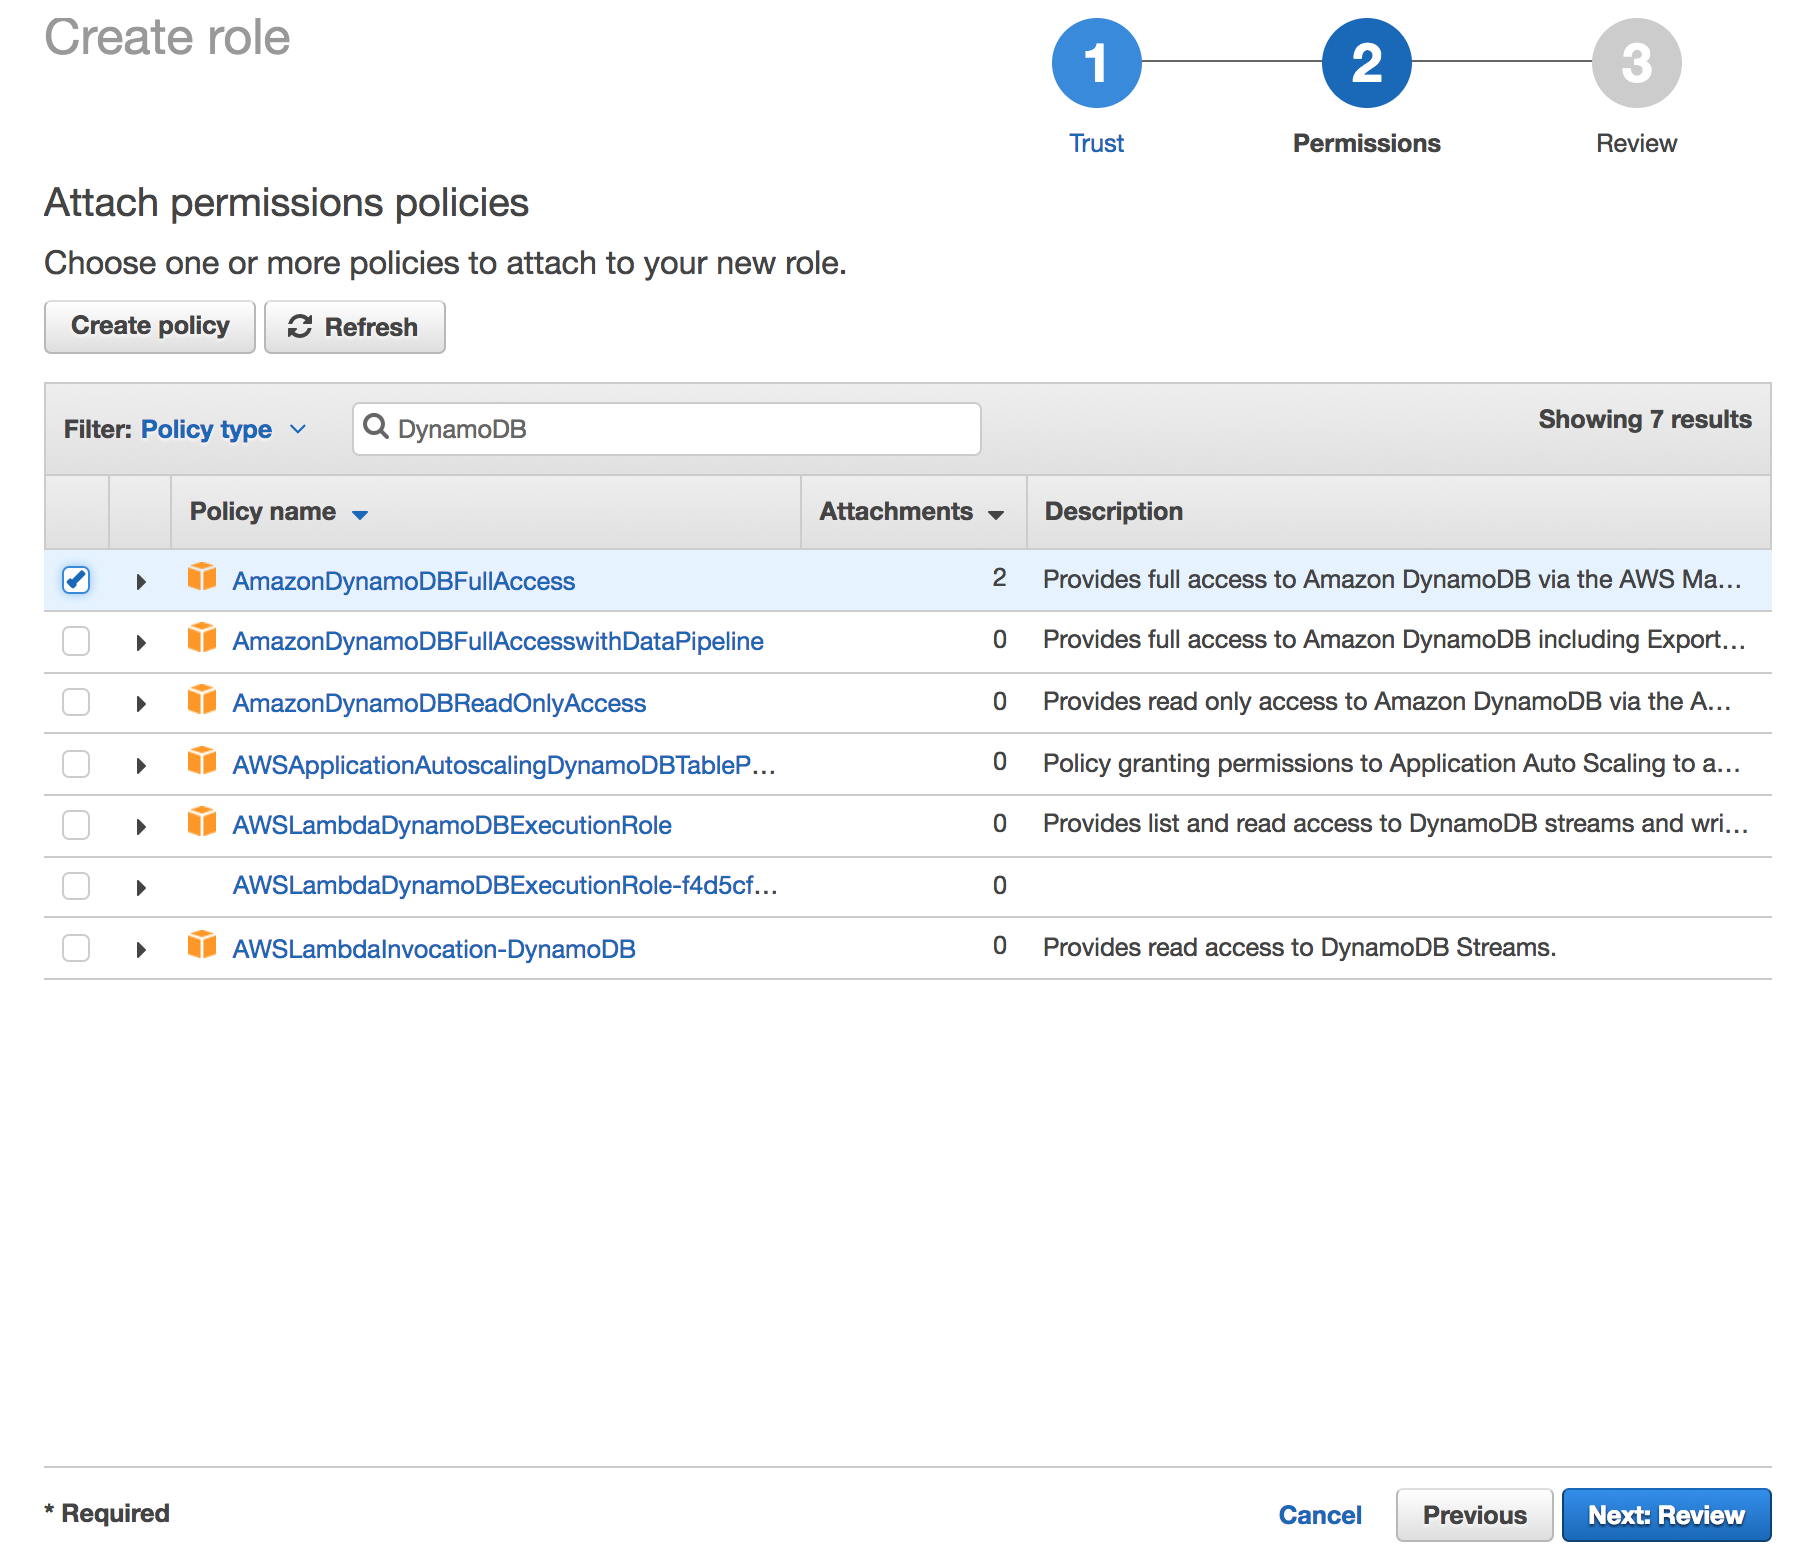 Create role
1 2 3
Trust Permissions Review
Attach permissions policies
Choose one or more policies to attach to your new role.
Create policy Refresh
Filter: Policy type DynamoDB Showing 7 results
Policy name Attachments Description
AmazonDynamoDBFullAccess 2 Provides full access to Amazon DynamoDB via the AWS Ma...
AmazonDynamoDBFullAccesswithDataPipeline 0 Provides full access to Amazon DynamoDB including Export...
AmazonDynamoDBReadOnlyAccess 0 Provides read only access to Amazon DynamoDB via the A...
AWSApplicationAutoscalingDynamoDBTableP... 0 Policy granting permissions to Application Auto Scaling to a...
AWSLambdaDynamoDBExecutionRole 0 Provides list and read access to DynamoDB streams and wri...
AWSLambdaDynamoDBExecutionRole-f4d5cf... 0
AWSLambdaInvocation-DynamoDB 0 Provides read access to DynamoDB Streams.
* Required Cancel Previous Next: Review